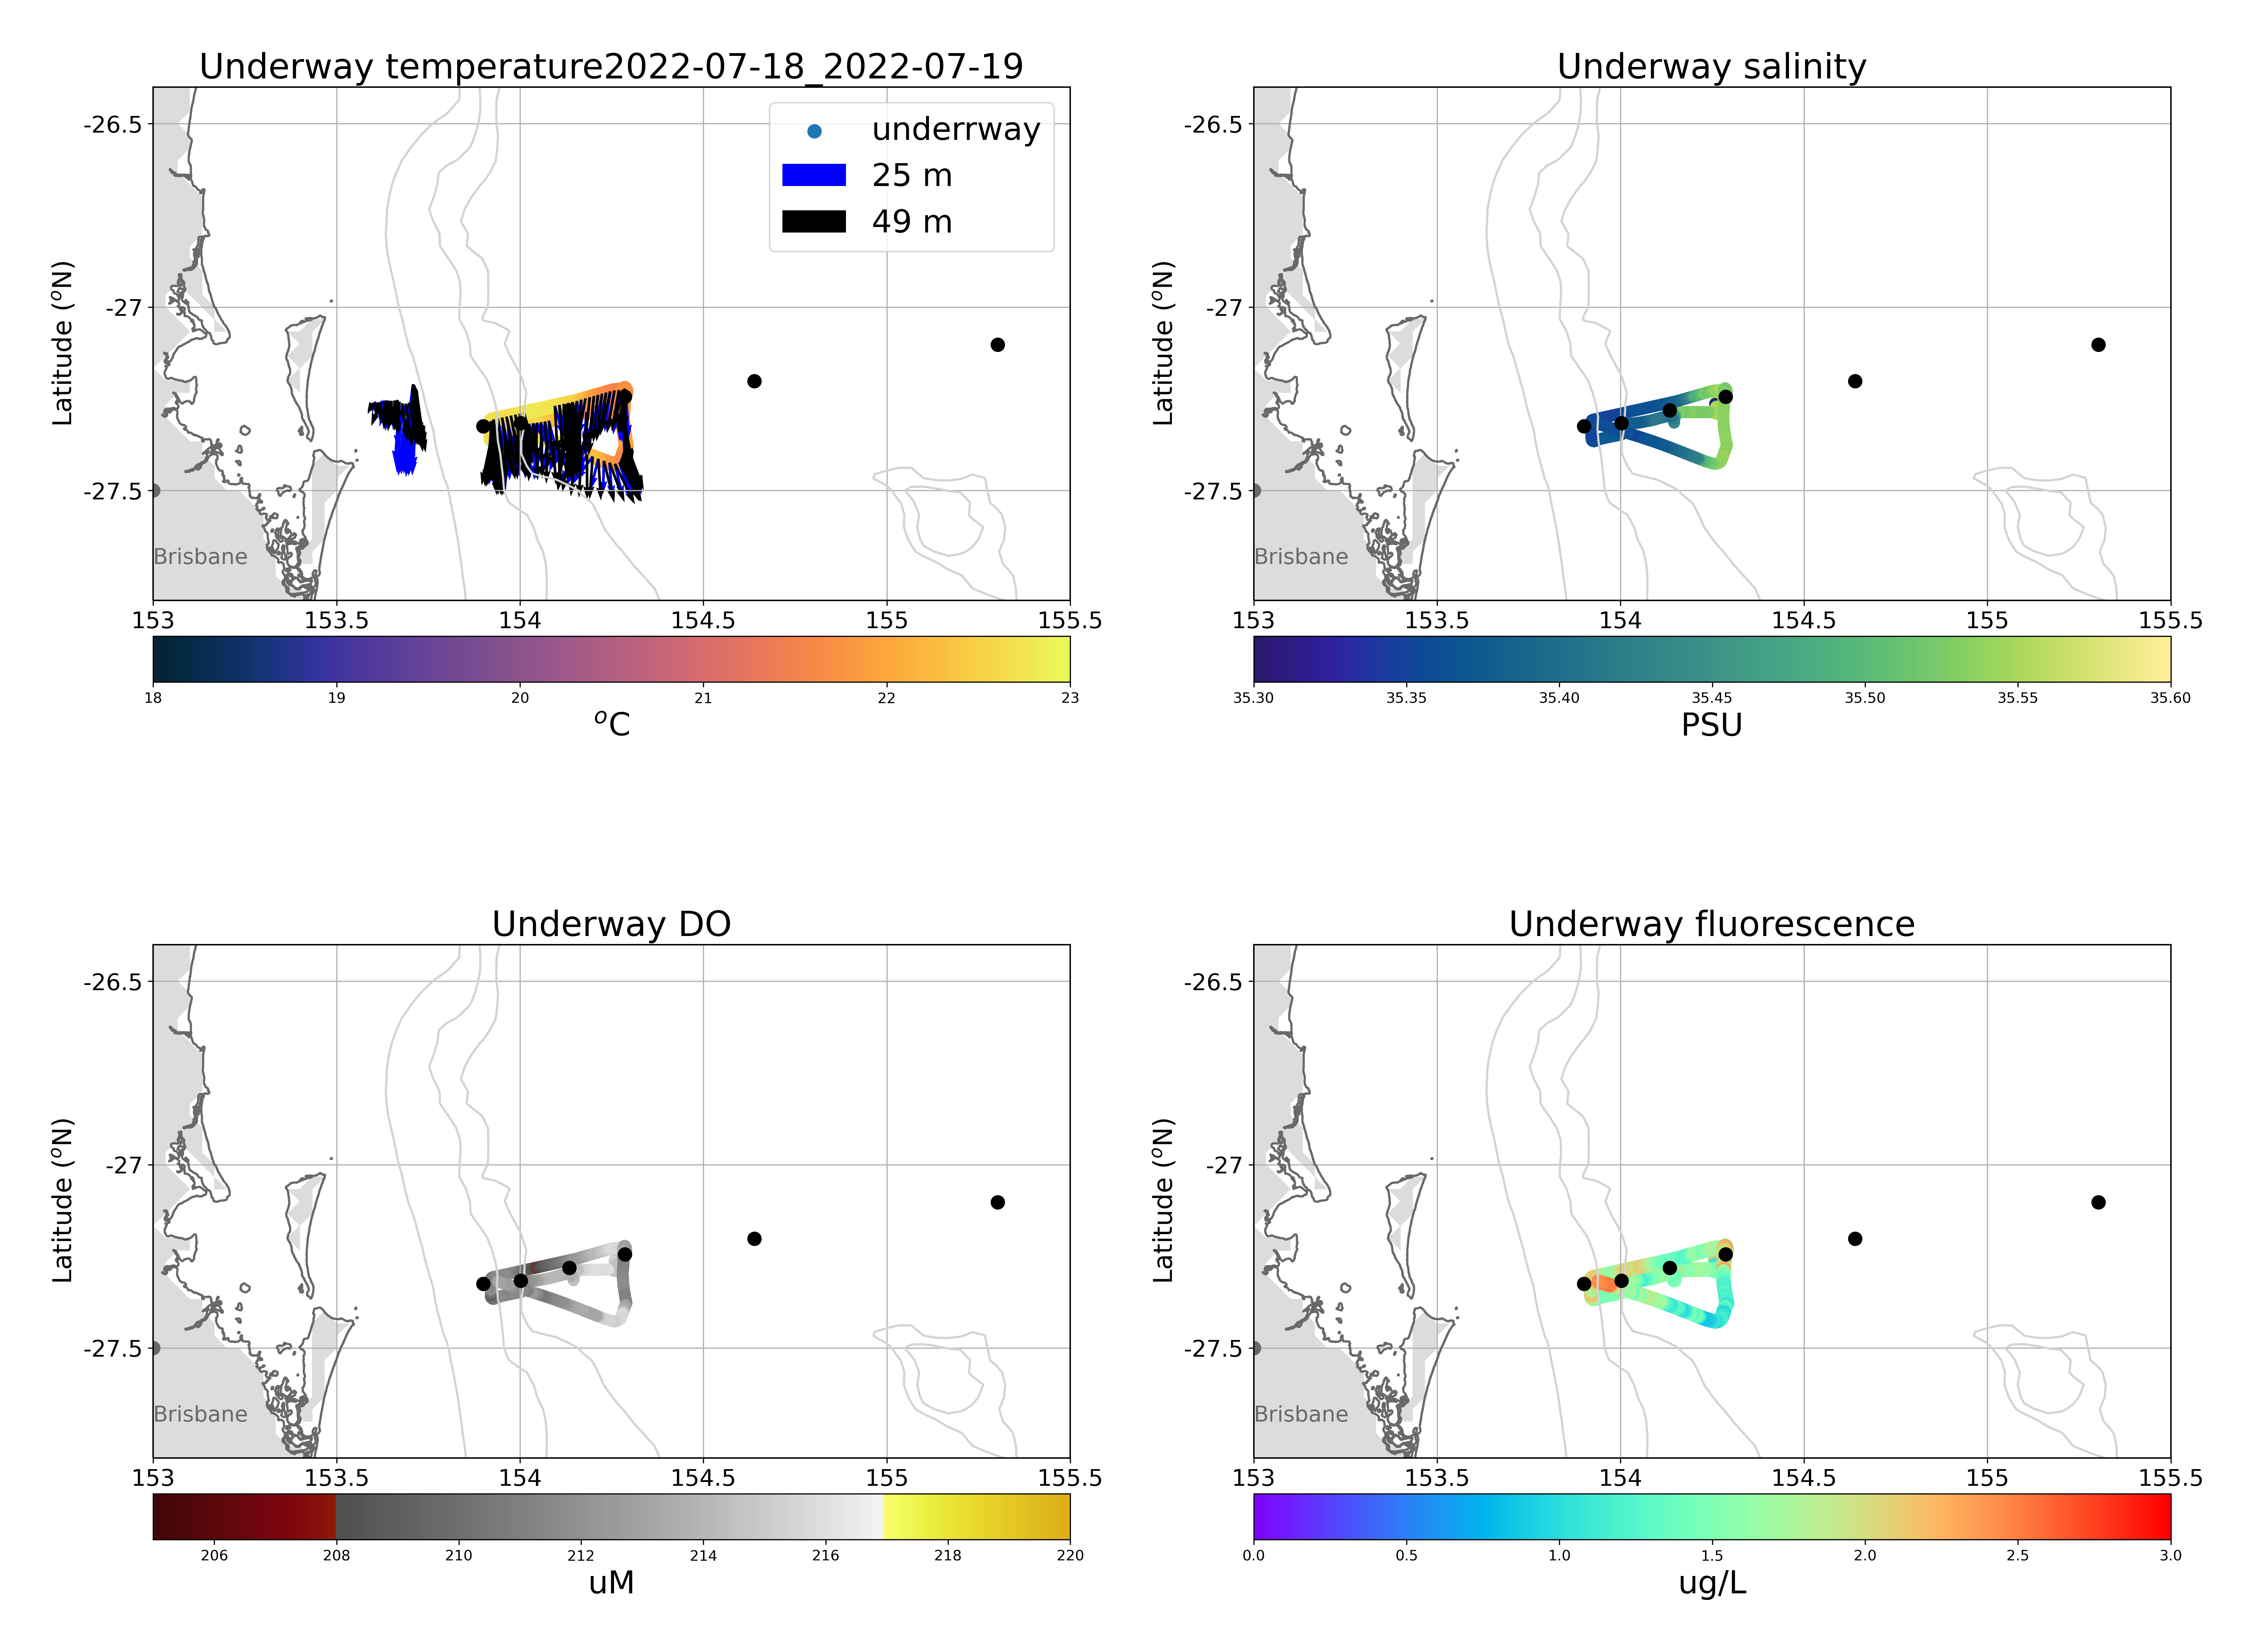 Underway temperature2022-07-18_2022-07-19
Latitude (°N)
-26.5
-27
-27.5
underrway
25 m
49 m
Brisbane
153 153.5 154 154.5 155 155.5
18 19 20 21 22 23
°C
Underway salinity
Latitude (°N)
-26.5
-27
-27.5
Brisbane
153 153.5 154 154.5 155 155.5
35.30 35.35 35.40 35.45 35.50 35.55 35.60
PSU
Underway DO
Latitude (°N)
-26.5
-27
-27.5
Brisbane
153 153.5 154 154.5 155 155.5
206 208 210 212 214 216 218 220
uM
Underway fluorescence
Latitude (°N)
-26.5
-27
-27.5
Brisbane
153 153.5 154 154.5 155 155.5
0.0 0.5 1.0 1.5 2.0 2.5 3.0
ug/L